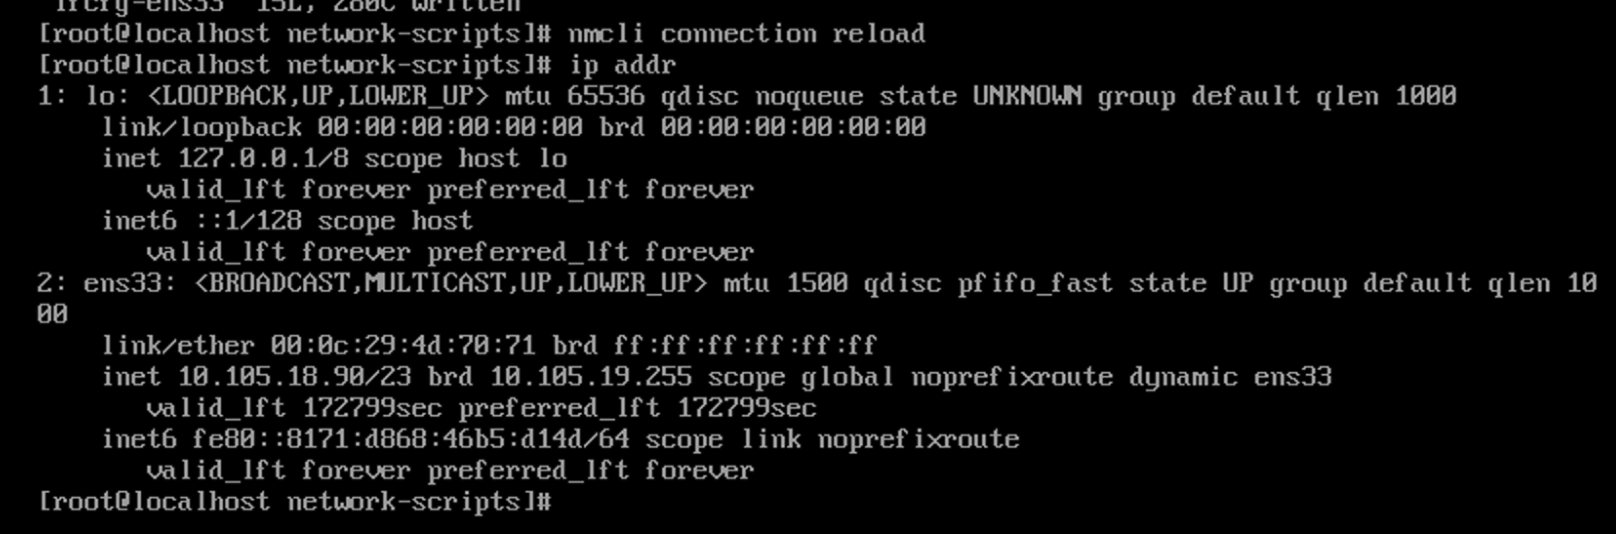 ifcfg-ens33" 15L, 280C written
[root@localhost network-scripts]# nmcli connection reload
[root@localhost network-scripts]# ip addr
1: lo: <LOOPBACK,UP,LOWER_UP> mtu 65536 qdisc noqueue state UNKNOWN group default qlen 1000
link/loopback 00:00:00:00:00:00 brd 00:00:00:00:00:00
inet 127.0.0.1/8 scope host lo
valid_lft forever preferred_lft forever
inet6 ::1/128 scope host
valid_lft forever preferred_lft forever
2: ens33: <BROADCAST,MULTICAST,UP,LOWER_UP> mtu 1500 qdisc pfifo_fast state UP group default qlen 10
00
link/ether 00:0c:29:4d:70:71 brd ff:ff:ff:ff:ff:ff
inet 10.105.18.90/23 brd 10.105.19.255 scope global noprefixroute dynamic ens33
valid_lft 172799sec preferred_lft 172799sec
inet6 fe80::8171:d868:46b5:d14d/64 scope link noprefixroute
valid_lft forever preferred_lft forever
[root@localhost network-scripts]#